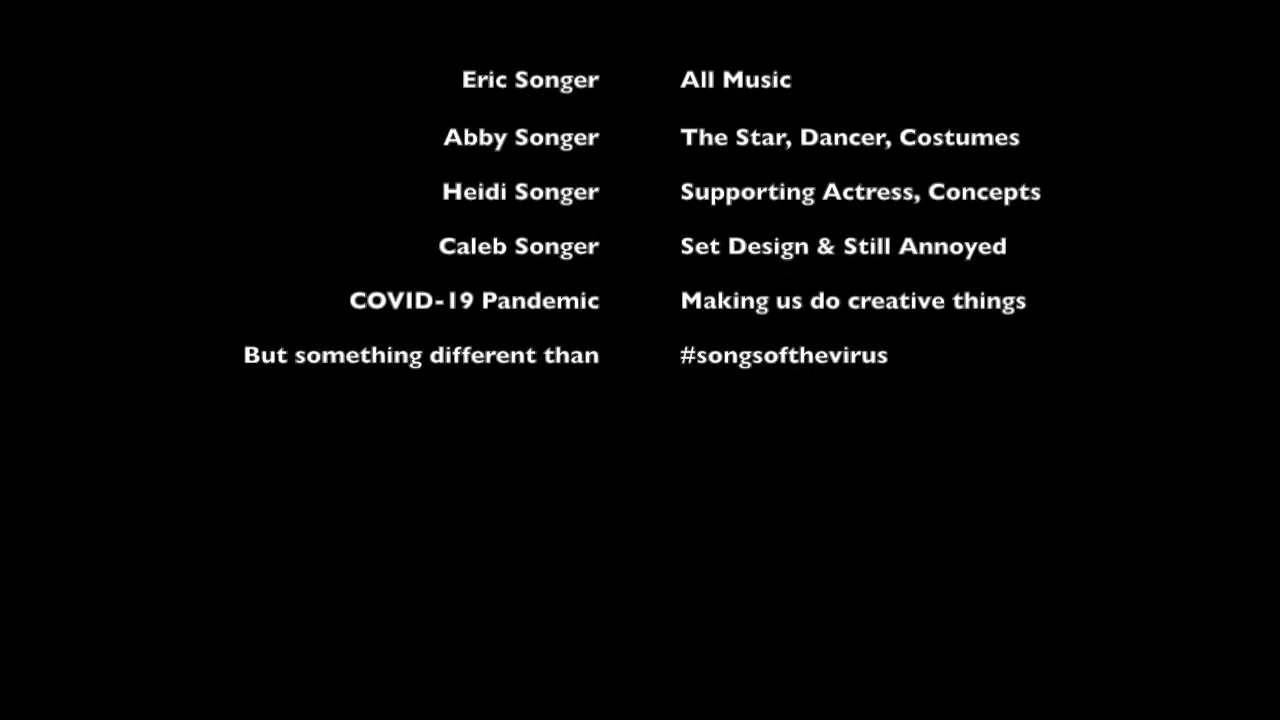 Eric Songer All Music
Abby Songer The Star, Dancer, Costumes
Heidi Songer Supporting Actress, Concepts
Caleb Songer Set Design & Still Annoyed
COVID-19 Pandemic Making us do creative things
But something different than #songsofthevirus